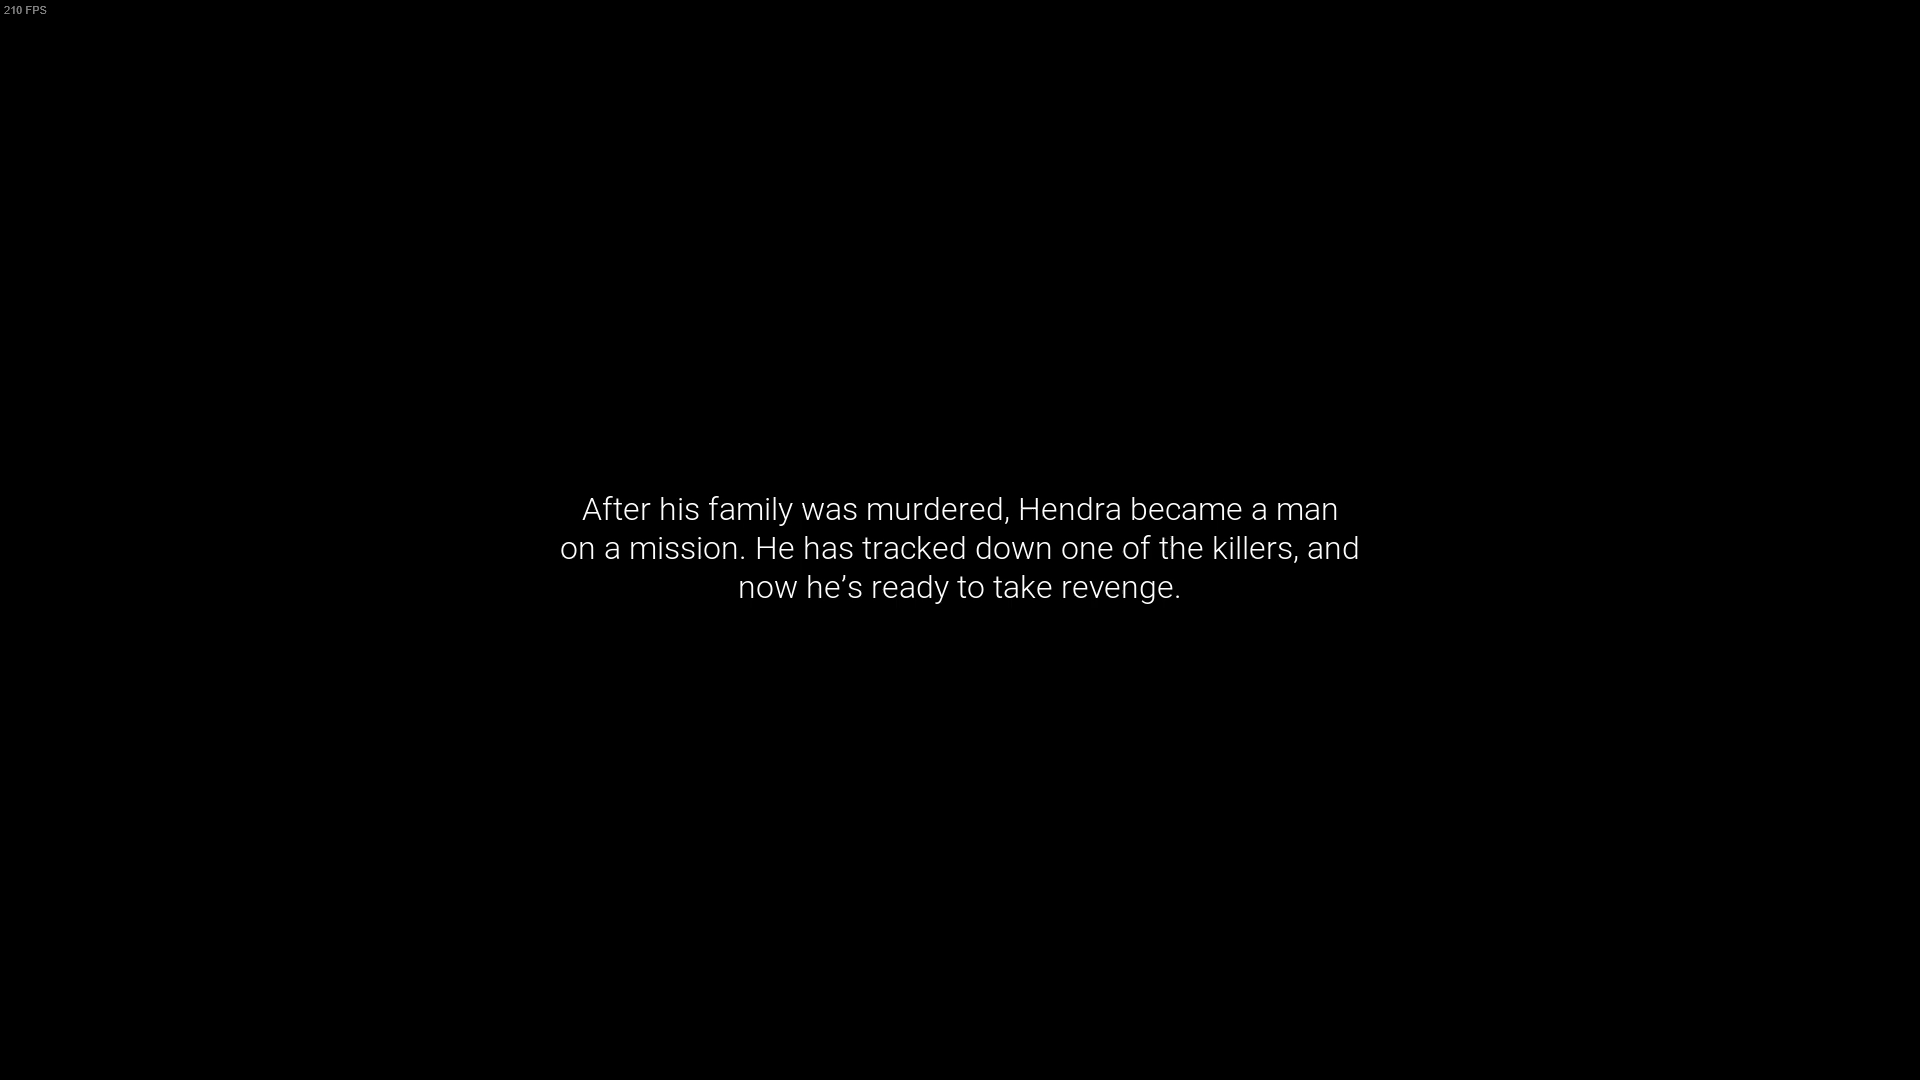 210 FPS
After his family was murdered, Hendra became a man
on a mission. He has tracked down one of the killers, and
now he’s ready to take revenge.